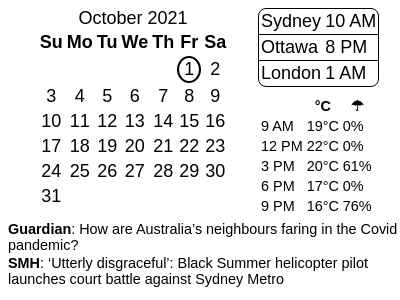 October 2021
Su Mo Tu We Th Fr Sa
1 2
3 4 5 6 7 8 9
10 11 12 13 14 15 16
17 18 19 20 21 22 23
24 25 26 27 28 29 30
31
Sydney 10 AM
Ottawa 8 PM
London 1 AM
°C ☂
9 AM 19°C 0%
12 PM 22°C 0%
3 PM 20°C 61%
6 PM 17°C 0%
9 PM 16°C 76%
Guardian: How are Australia’s neighbours faring in the Covid
pandemic?
SMH: ‘Utterly disgraceful’: Black Summer helicopter pilot
launches court battle against Sydney Metro